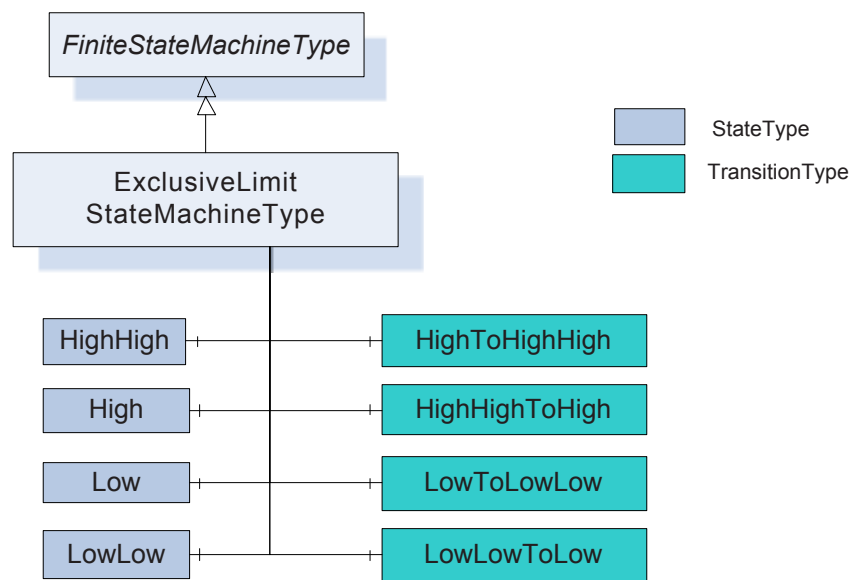 FiniteStateMachineType
StateType
TransitionType
ExclusiveLimit
StateMachineType
HighHigh
HighToHighHigh
High
HighHighToHigh
Low
LowToLowLow
LowLow
LowLowToLow